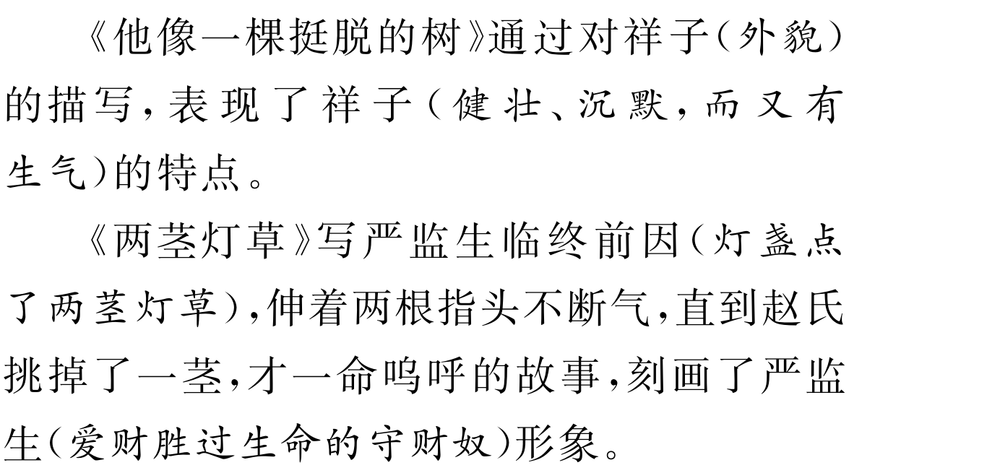 《他像一棵挺脱的树》通过对祥子(外貌)
的描写,表现了祥子(健壮、沉默,而又有
生气)的特点。
《两茎灯草》写严监生临终前因(灯盏点
了两茎灯草),伸着两根指头不断气,直到赵氏
挑掉了一茎,才一命呜呼的故事,刻画了严监
生(爱财胜过生命的守财奴)形象。